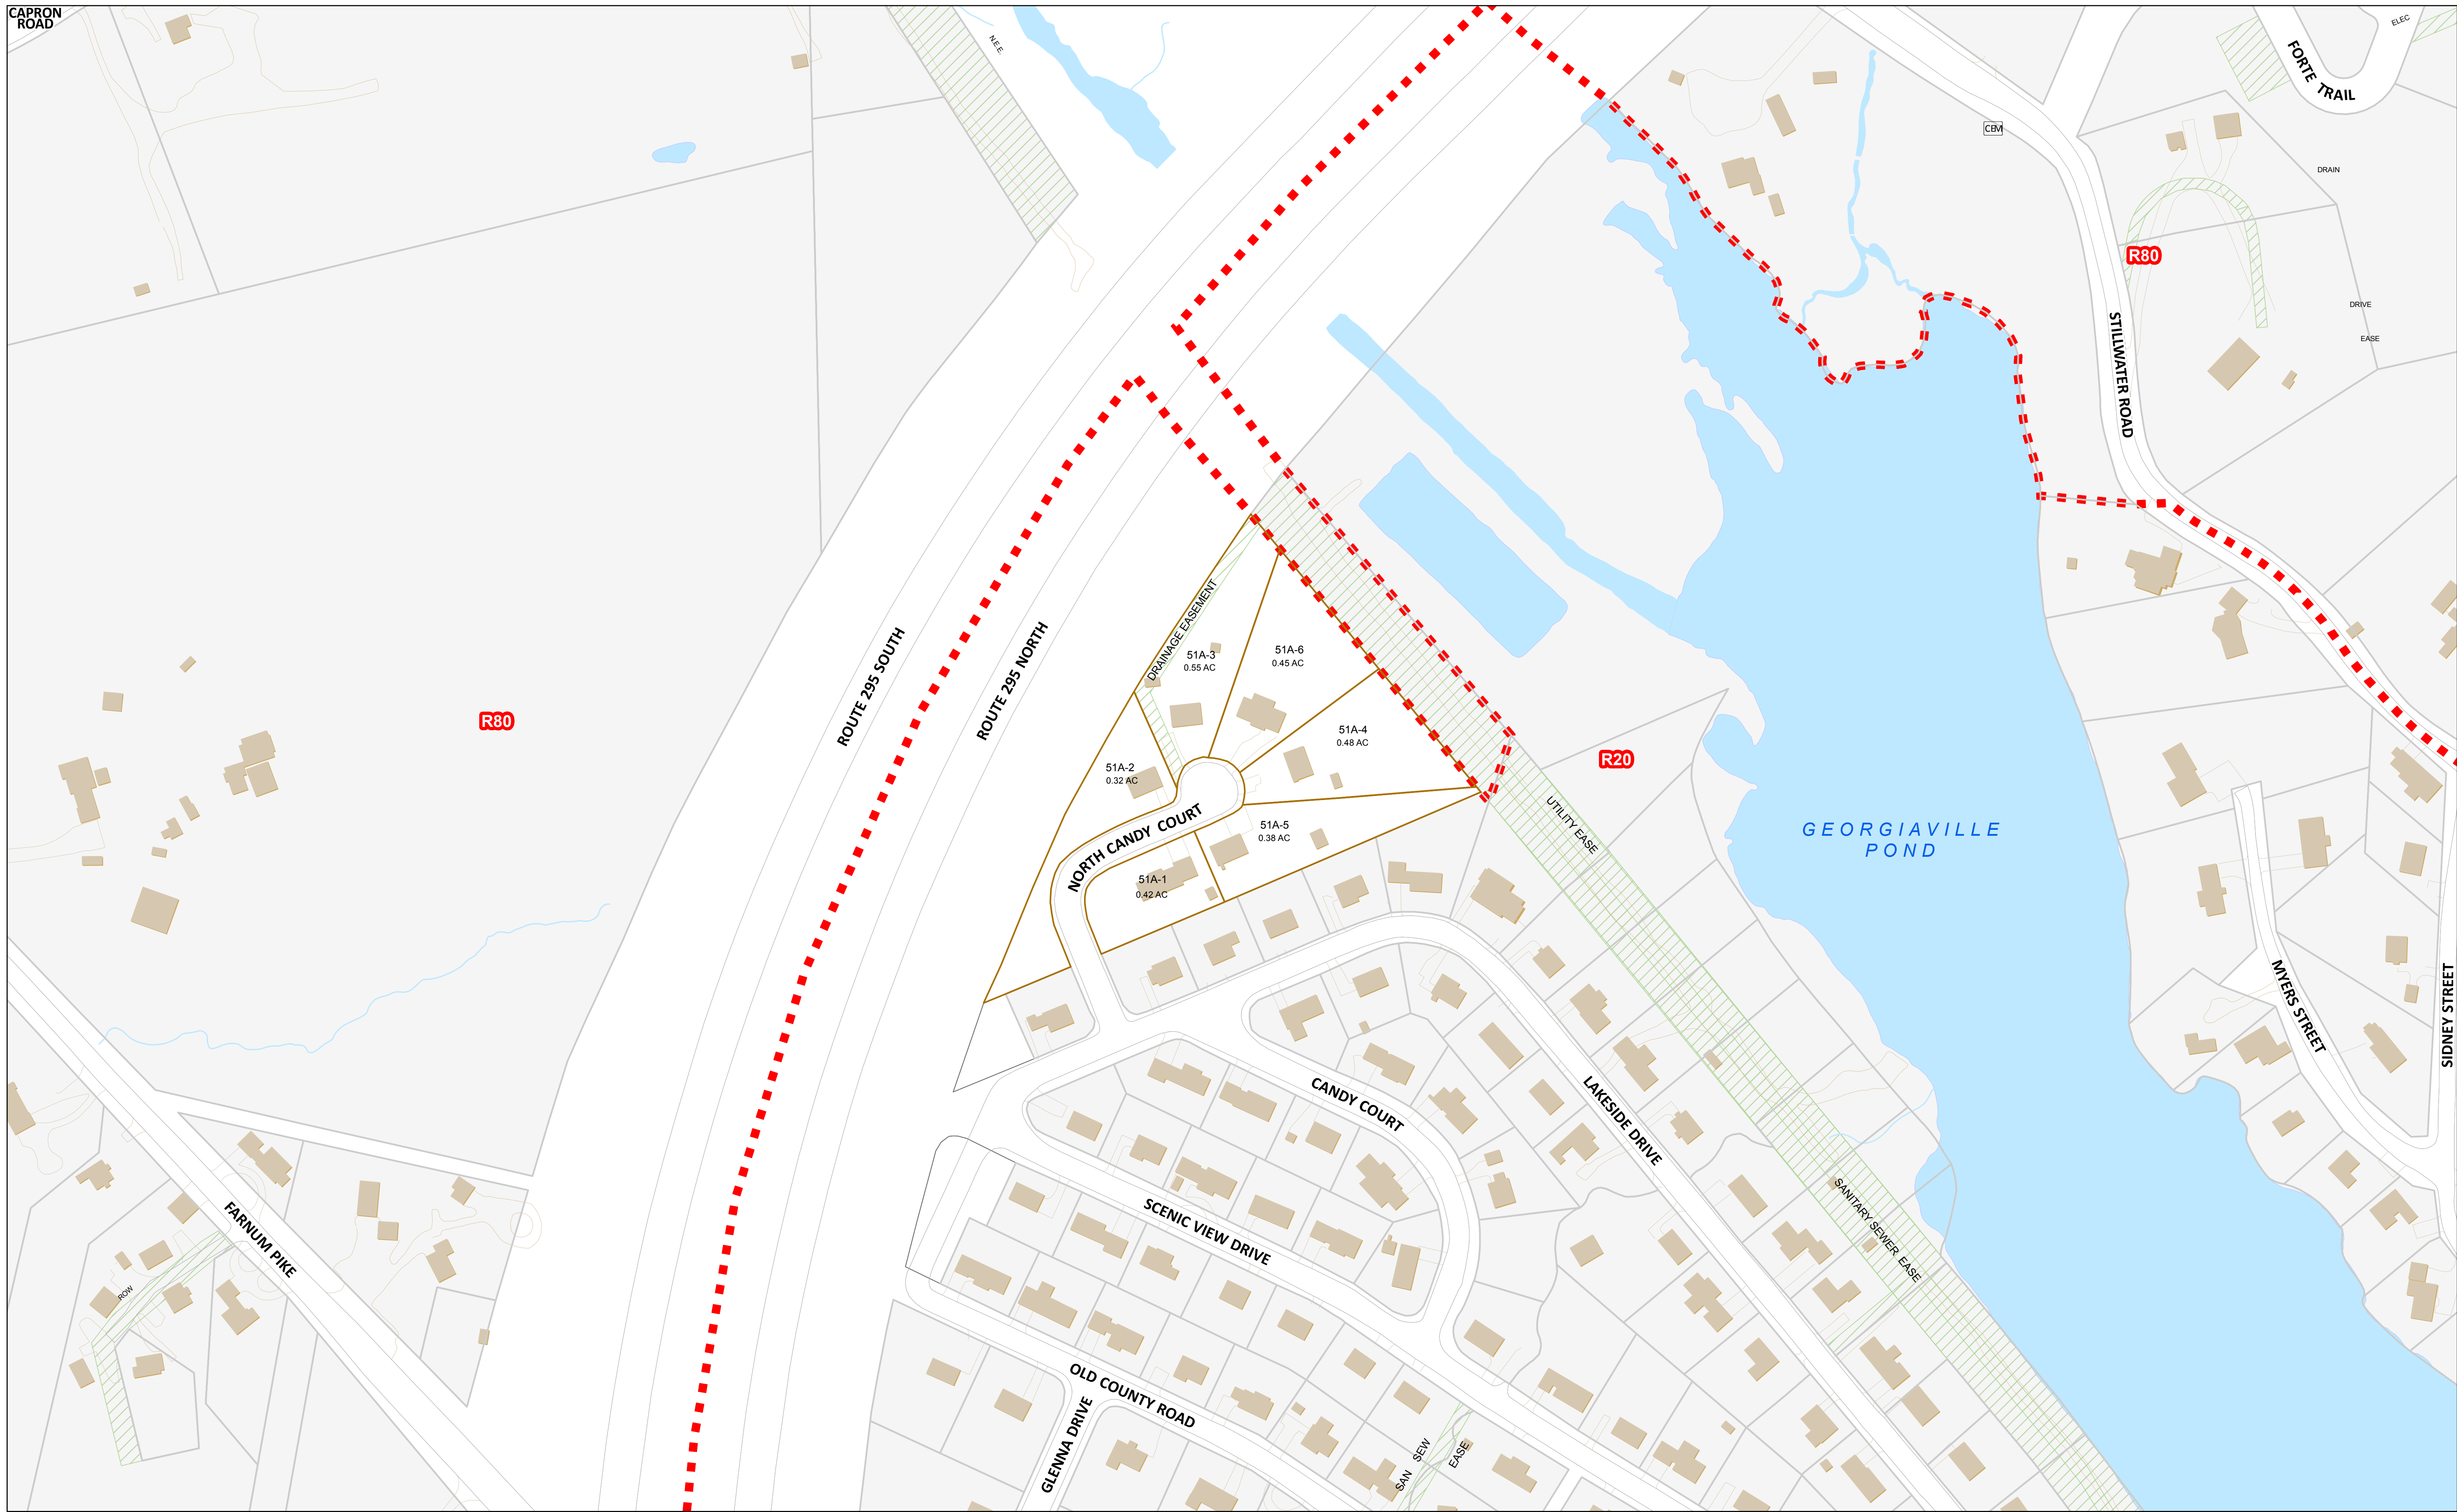 CAPRON
ROAD
N.E.E.
ELEC
FORTE TRAIL
CEM
DRAIN
R80
DRIVE
EASE
STILLWATER ROAD
ROUTE 295 SOUTH
ROUTE 295 NORTH
DRAINAGE EASEMENT
51A-3
0.55 AC
51A-6
0.45 AC
R80
51A-4
0.48 AC
R20
51A-2
0.32 AC
NORTH CANDY COURT
51A-5
0.38 AC
UTILITY EASE
GEORGIAVILLE
POND
51A-1
0.42 AC
MYERS STREET
SIDNEY STREET
CANDY COURT
LAKESIDE DRIVE
SCENIC VIEW DRIVE
SANITARY SEWER EASE
FARNUM PIKE
ROW
OLD COUNTY ROAD
GLENNA DRIVE
SAN SEW
EASE